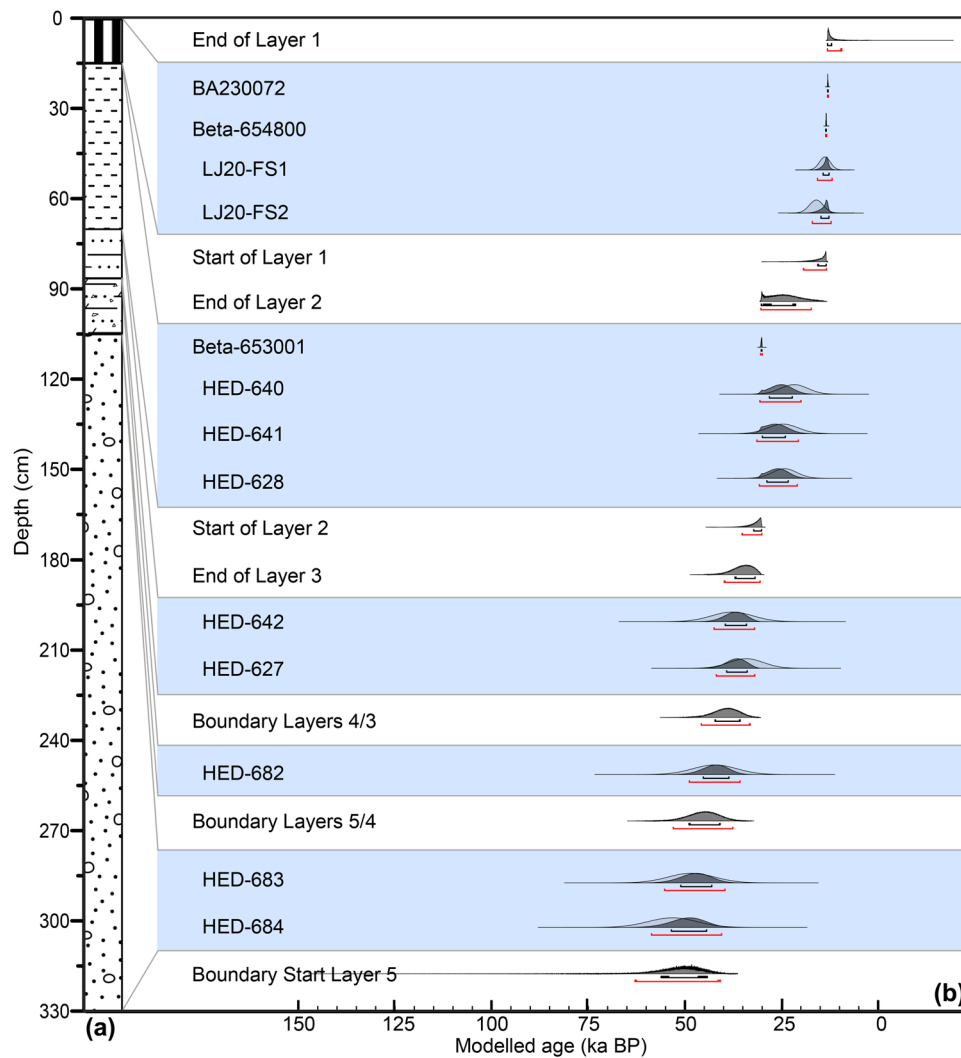 0
End of Layer 1
BA230072
30
Beta-654800
LJ20-FS1
60
LJ20-FS2
Start of Layer 1
90
End of Layer 2
Beta-653001
120
HED-640
HED-641
150
HED-628
Start of Layer 2
180
End of Layer 3
HED-642
210
HED-627
Boundary Layers 4/3
240
HED-682
270
Boundary Layers 5/4
HED-683
300
HED-684
Boundary Start Layer 5
330
(a)
(b)
150 125 100 75 50 25 0
Modelled age (ka BP)
Depth (cm)